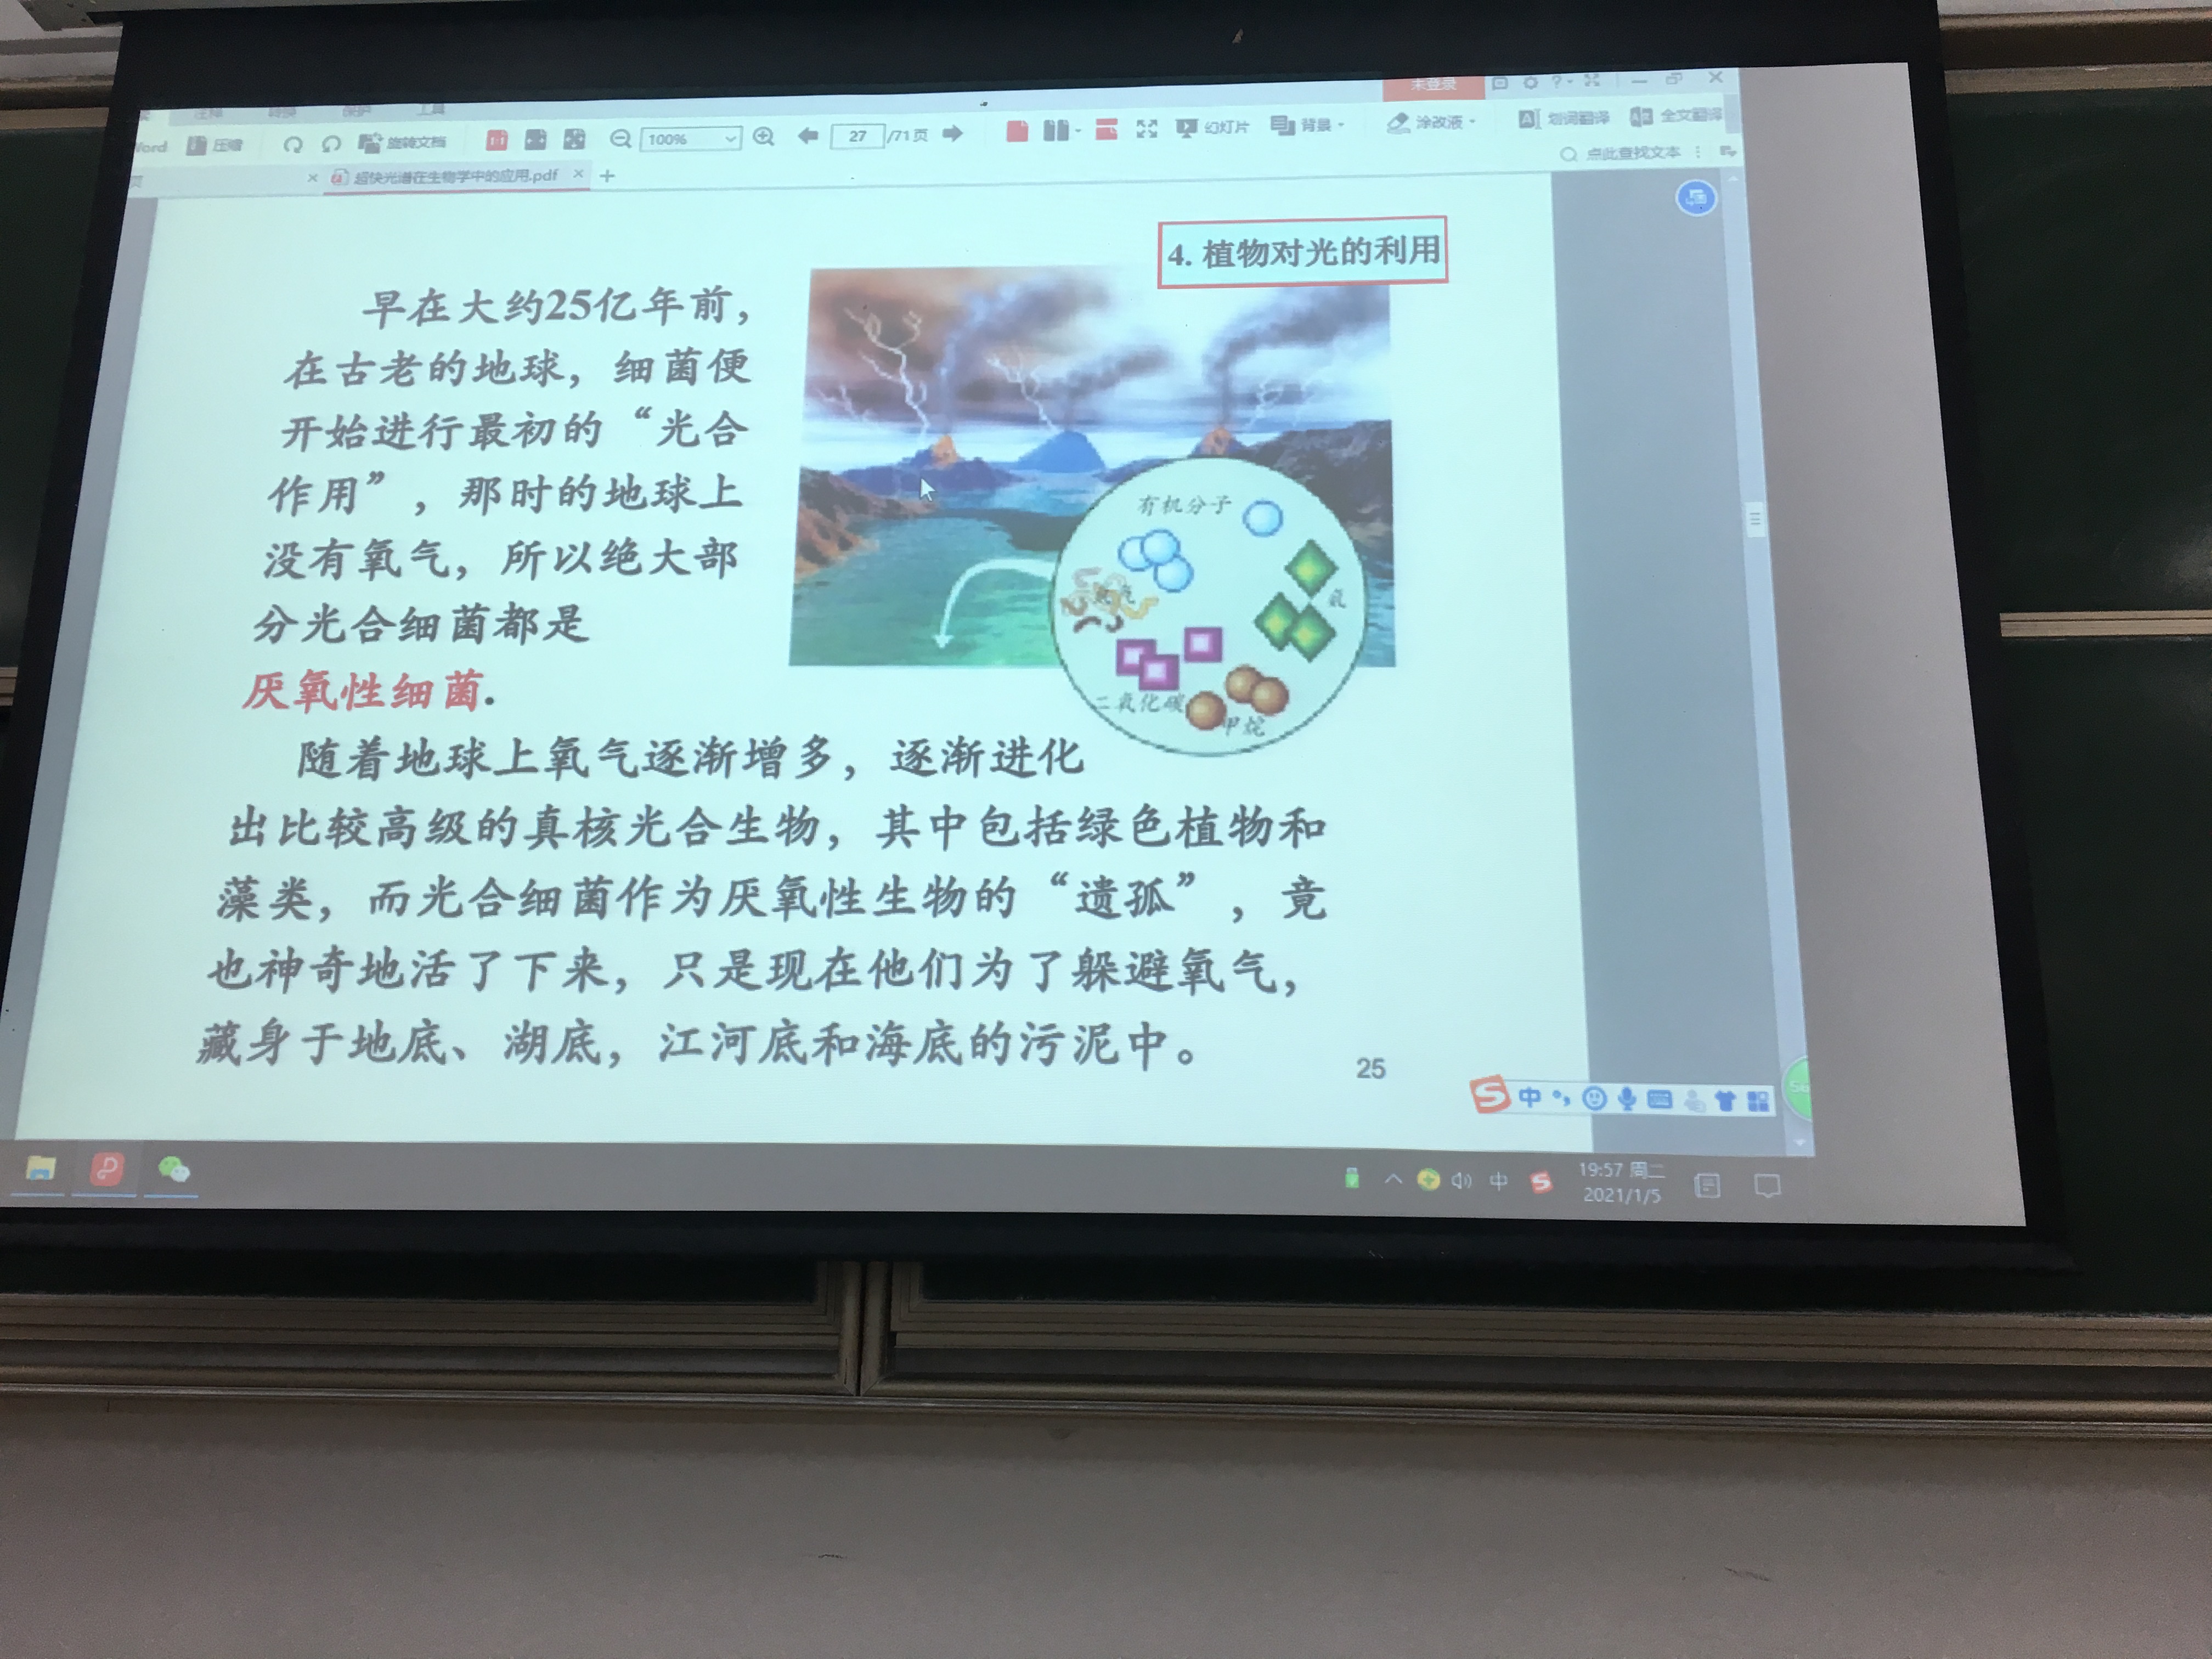 未登录
注释 转换 保护 工具
Word 压缩 旋转文档 100% 27 /71页 幻灯片 背景 涂改液 划词翻译 全文翻译
点此查找文本
超快光谱在生物学中的应用.pdf
4. 植物对光的利用
早在大约25亿年前，
在古老的地球，细菌便
开始进行最初的“光合
作用”，那时的地球上
没有氧气，所以绝大部
分光合细菌都是
厌氧性细菌.
有机分子
氨
二氧化碳
甲烷
随着地球上氧气逐渐增多，逐渐进化
出比较高级的真核光合生物，其中包括绿色植物和
藻类，而光合细菌作为厌氧性生物的“遗孤”，竟
也神奇地活了下来，只是现在他们为了躲避氧气，
藏身于地底、湖底，江河底和海底的污泥中。
25
中
中
19:57 周二
2021/1/5